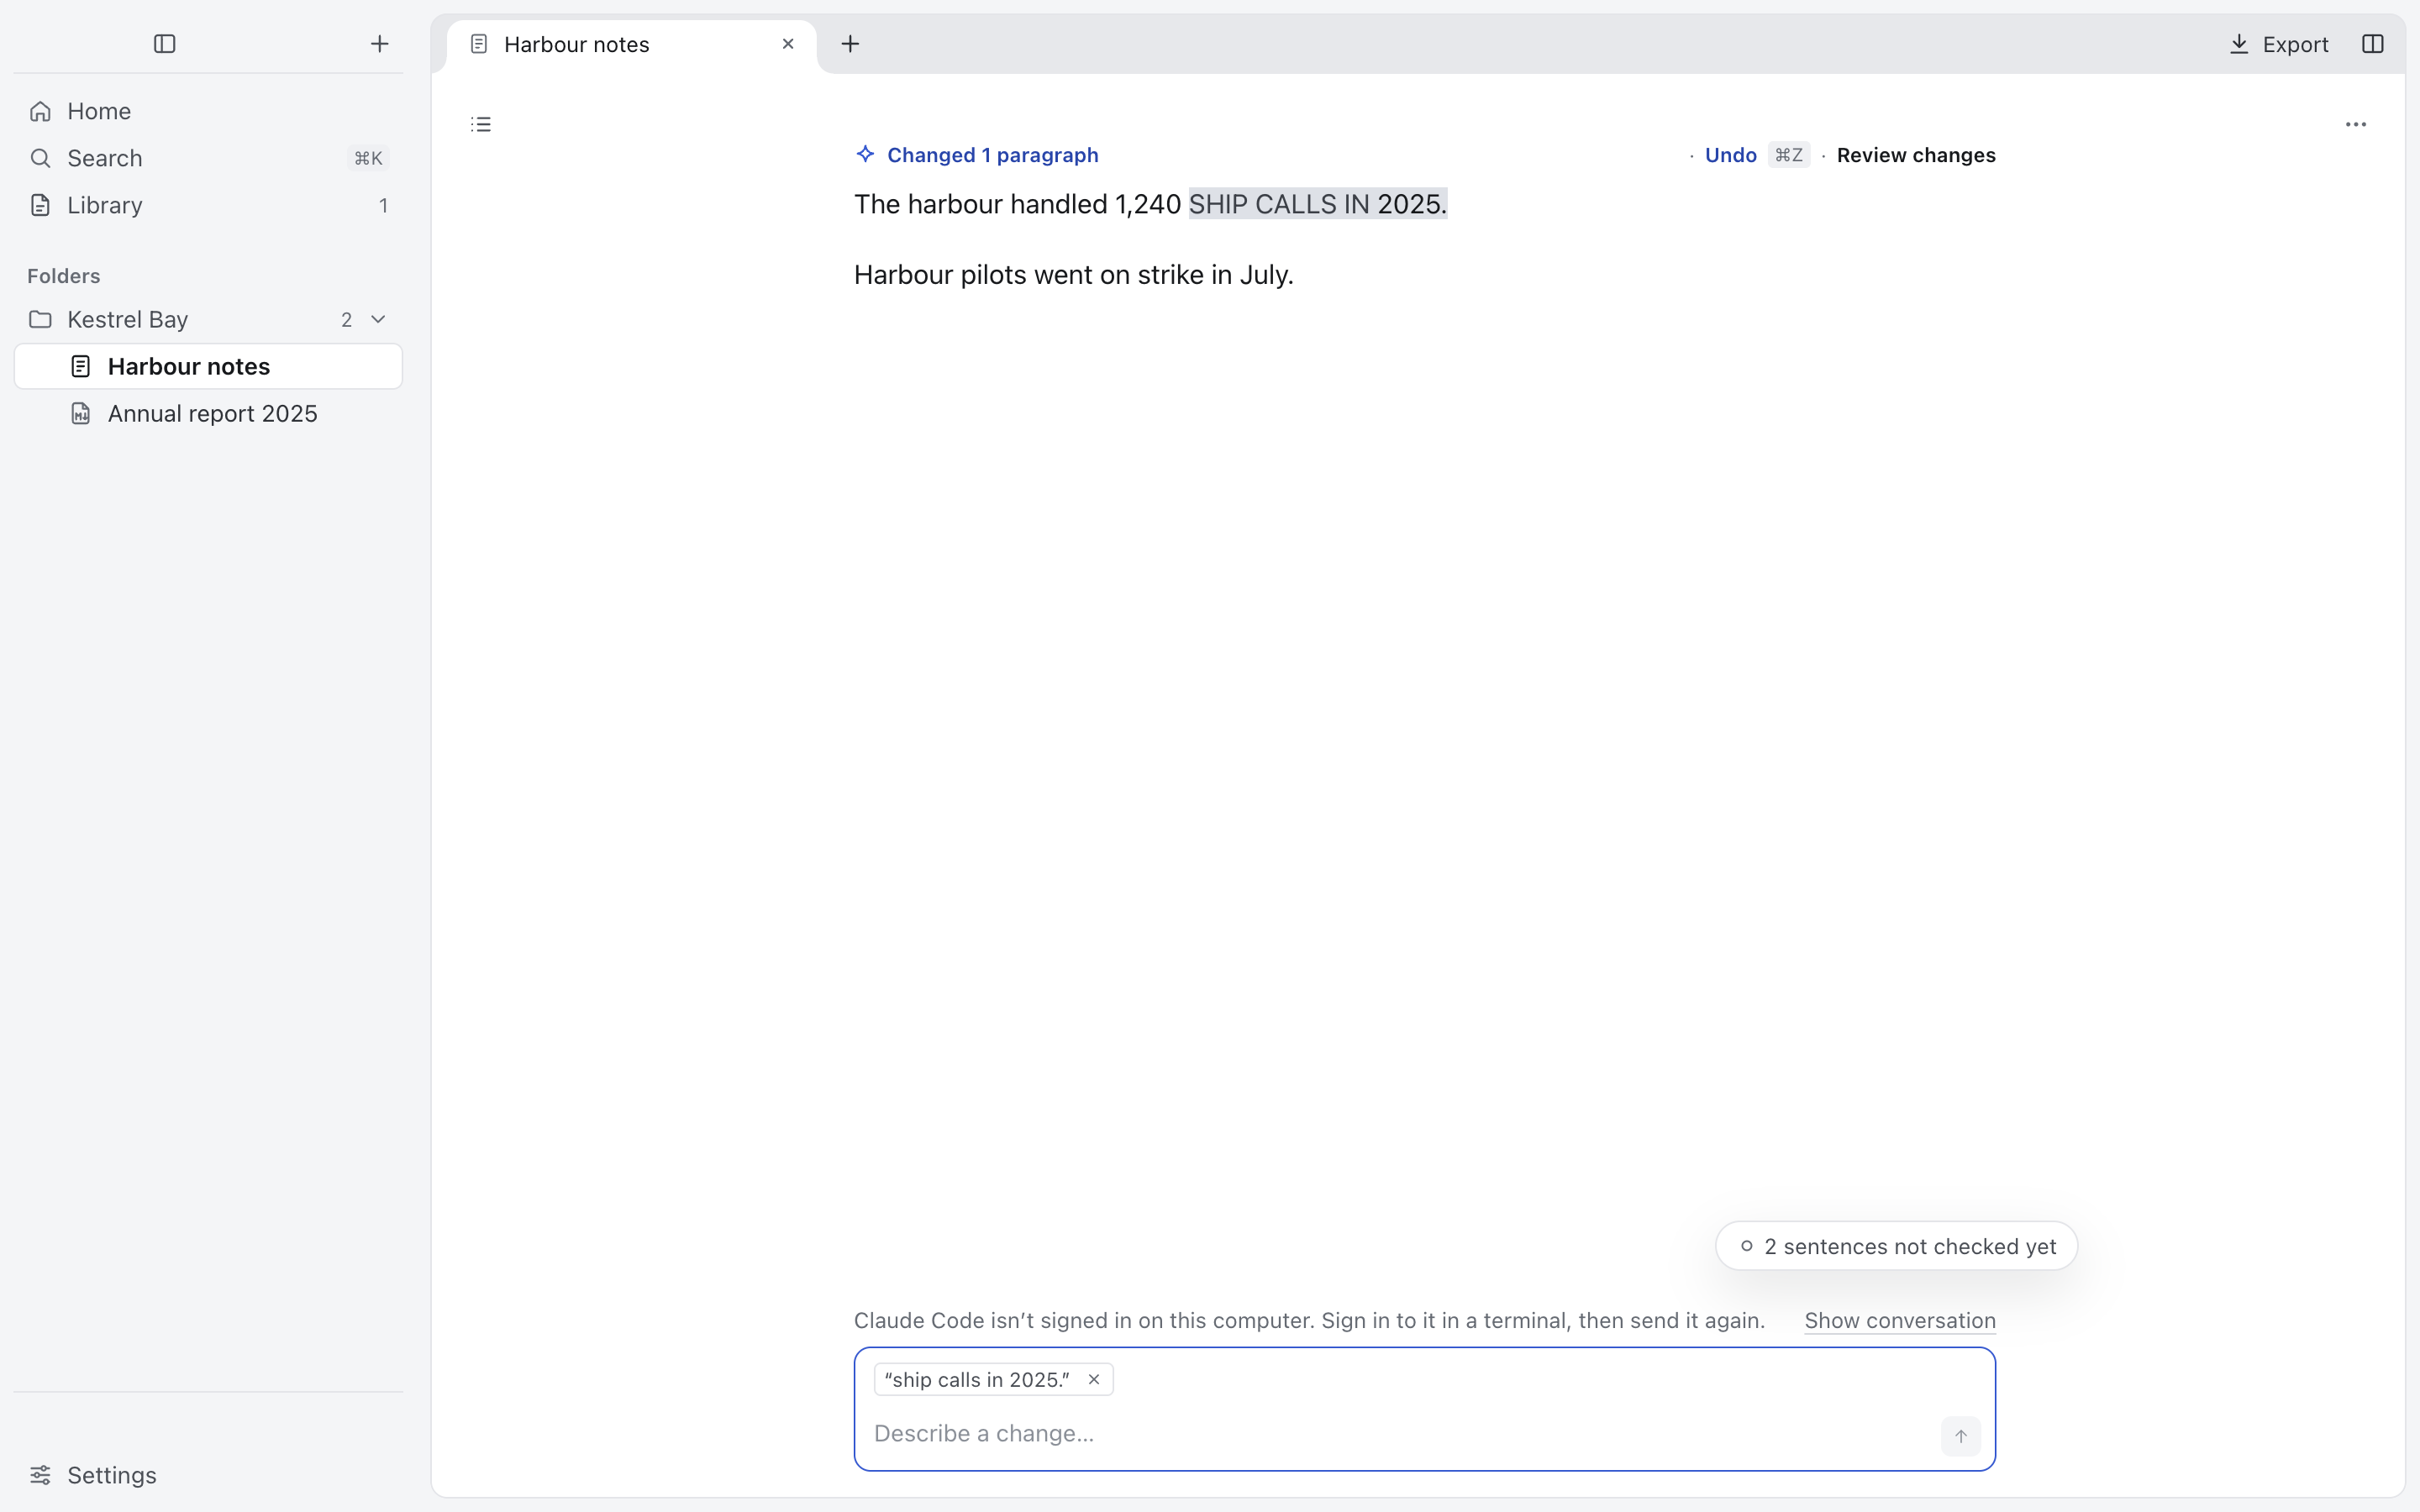 Harbour notes
Export
Home
Search ⌘K
Library 1
Folders
Kestrel Bay 2
Harbour notes
Annual report 2025
Changed 1 paragraph · Undo ⌘Z · Review changes
The harbour handled 1,240 SHIP CALLS IN 2025.
Harbour pilots went on strike in July.
2 sentences not checked yet
Claude Code isn’t signed in on this computer. Sign in to it in a terminal, then send it again. Show conversation
“ship calls in 2025.”
Describe a change...
Settings